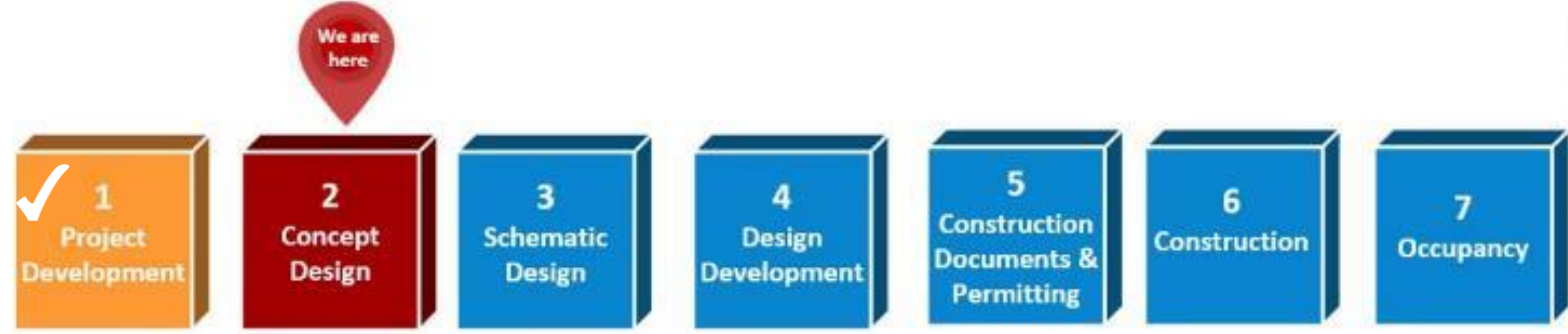 We are
here
1
Project
Development
2
Concept
Design
3
Schematic
Design
4
Design
Development
5
Construction
Documents &
Permitting
6
Construction
7
Occupancy